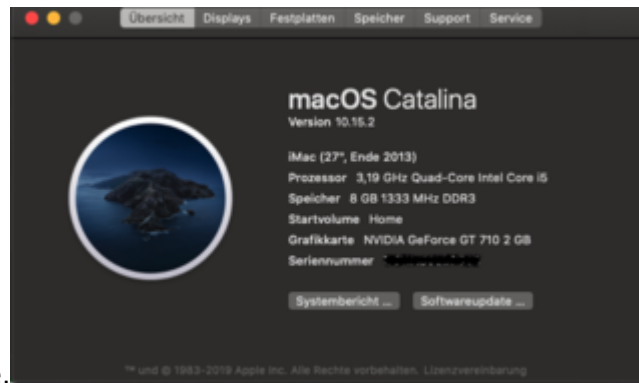 Übersicht Displays Festplatten Speicher Support Service
macOS Catalina
Version 10.15.2
iMac (27", Ende 2013)
Prozessor 3,19 GHz Quad-Core Intel Core i5
Speicher 8 GB 1333 MHz DDR3
Startvolume Home
Grafikkarte NVIDIA GeForce GT 710 2 GB
Seriennummer
Systembericht ...
Softwareupdate ...
™ und © 1983-2019 Apple Inc. Alle Rechte vorbehalten. Lizenzvereinbarung